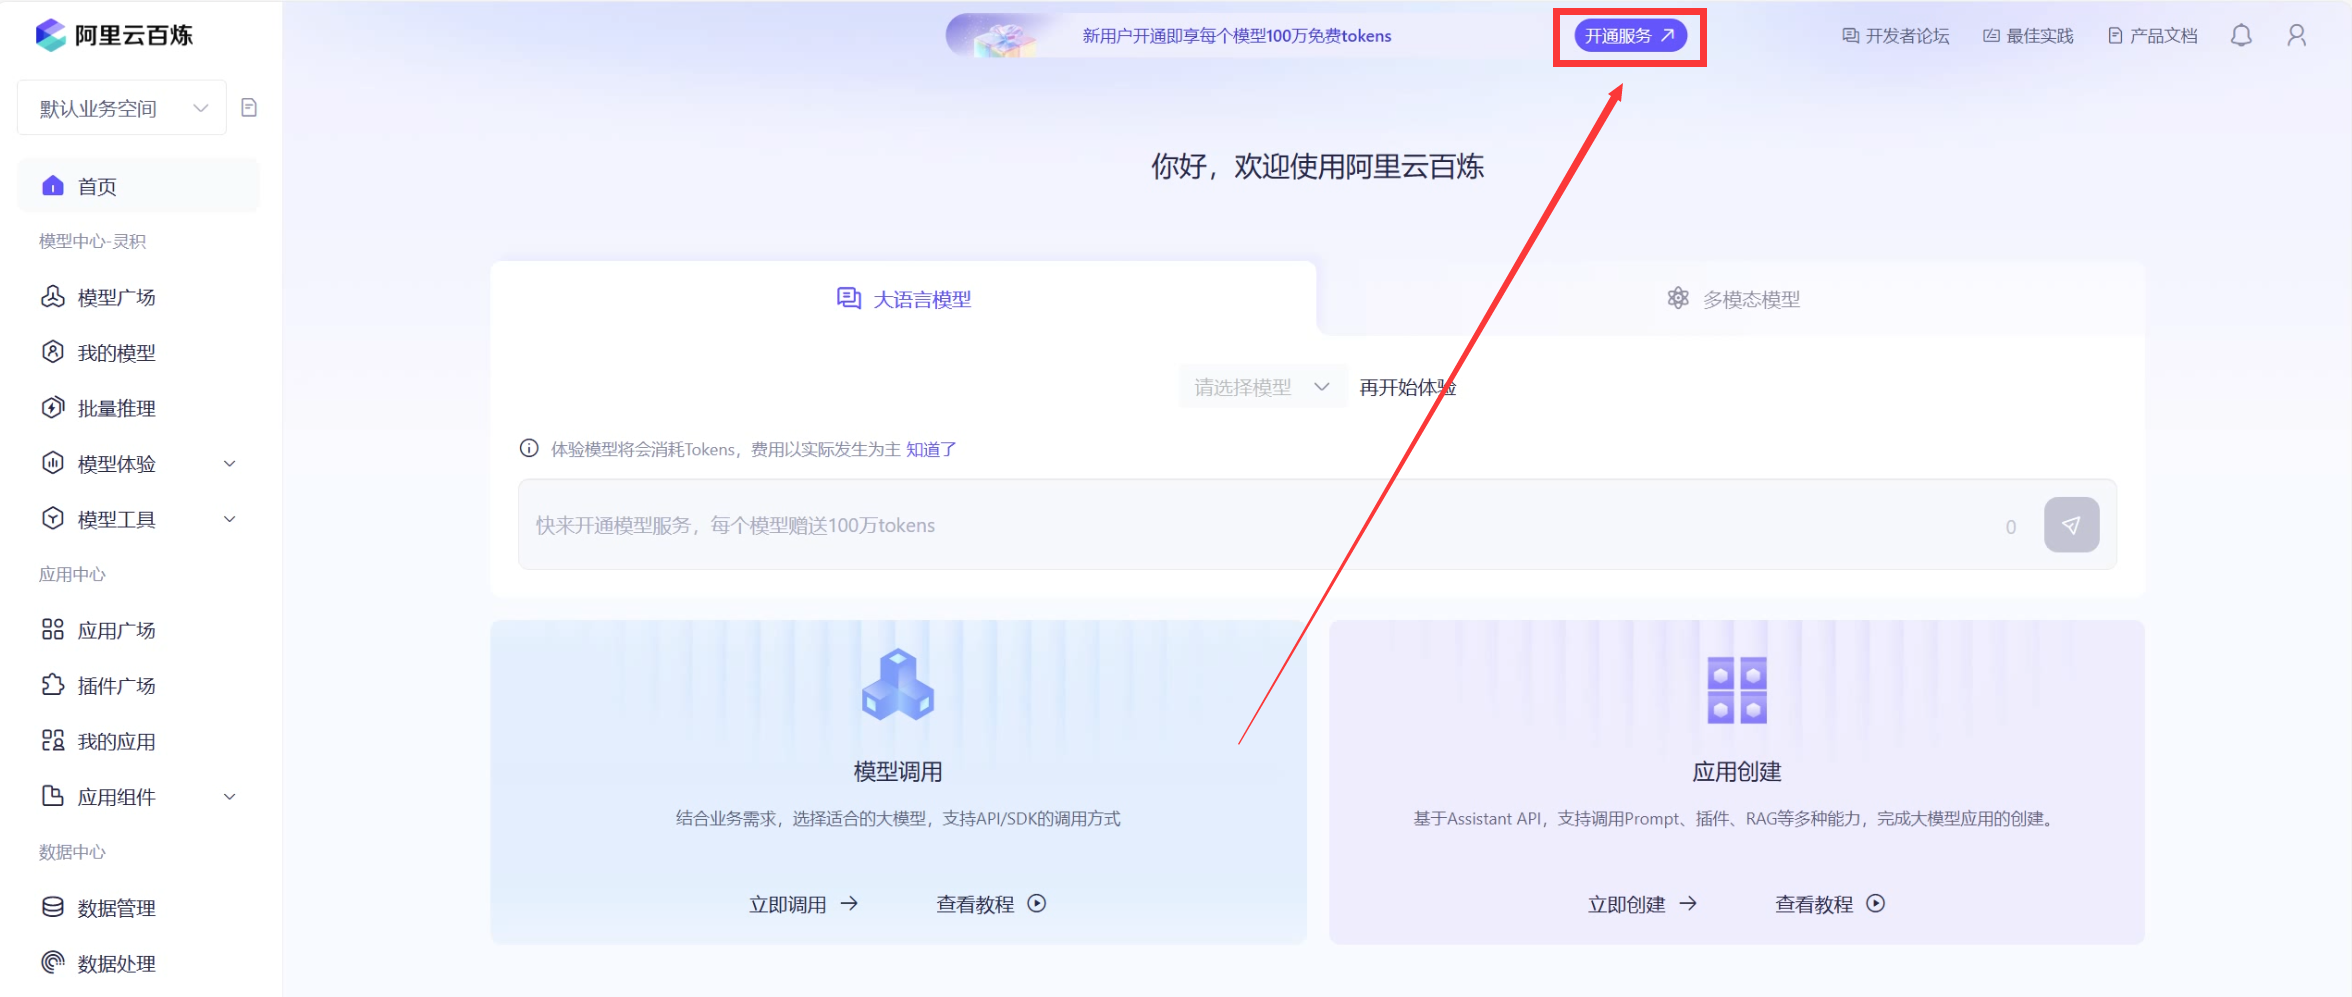 阿里云百炼
新用户开通即享每个模型100万免费tokens
开通服务
开发者论坛
最佳实践
产品文档
默认业务空间
首页
模型中心-灵积
模型广场
我的模型
批量推理
模型体验
模型工具
应用中心
应用广场
插件广场
我的应用
应用组件
数据中心
数据管理
数据处理
你好，欢迎使用阿里云百炼
大语言模型
多模态模型
请选择模型 再开始体验
体验模型将会消耗Tokens，费用以实际发生为主 知道了
快来开通模型服务，每个模型赠送100万tokens
0
模型调用
结合业务需求，选择适合的大模型，支持API/SDK的调用方式
立即调用 查看教程
应用创建
基于Assistant API，支持调用Prompt、插件、RAG等多种能力，完成大模型应用的创建。
立即创建 查看教程